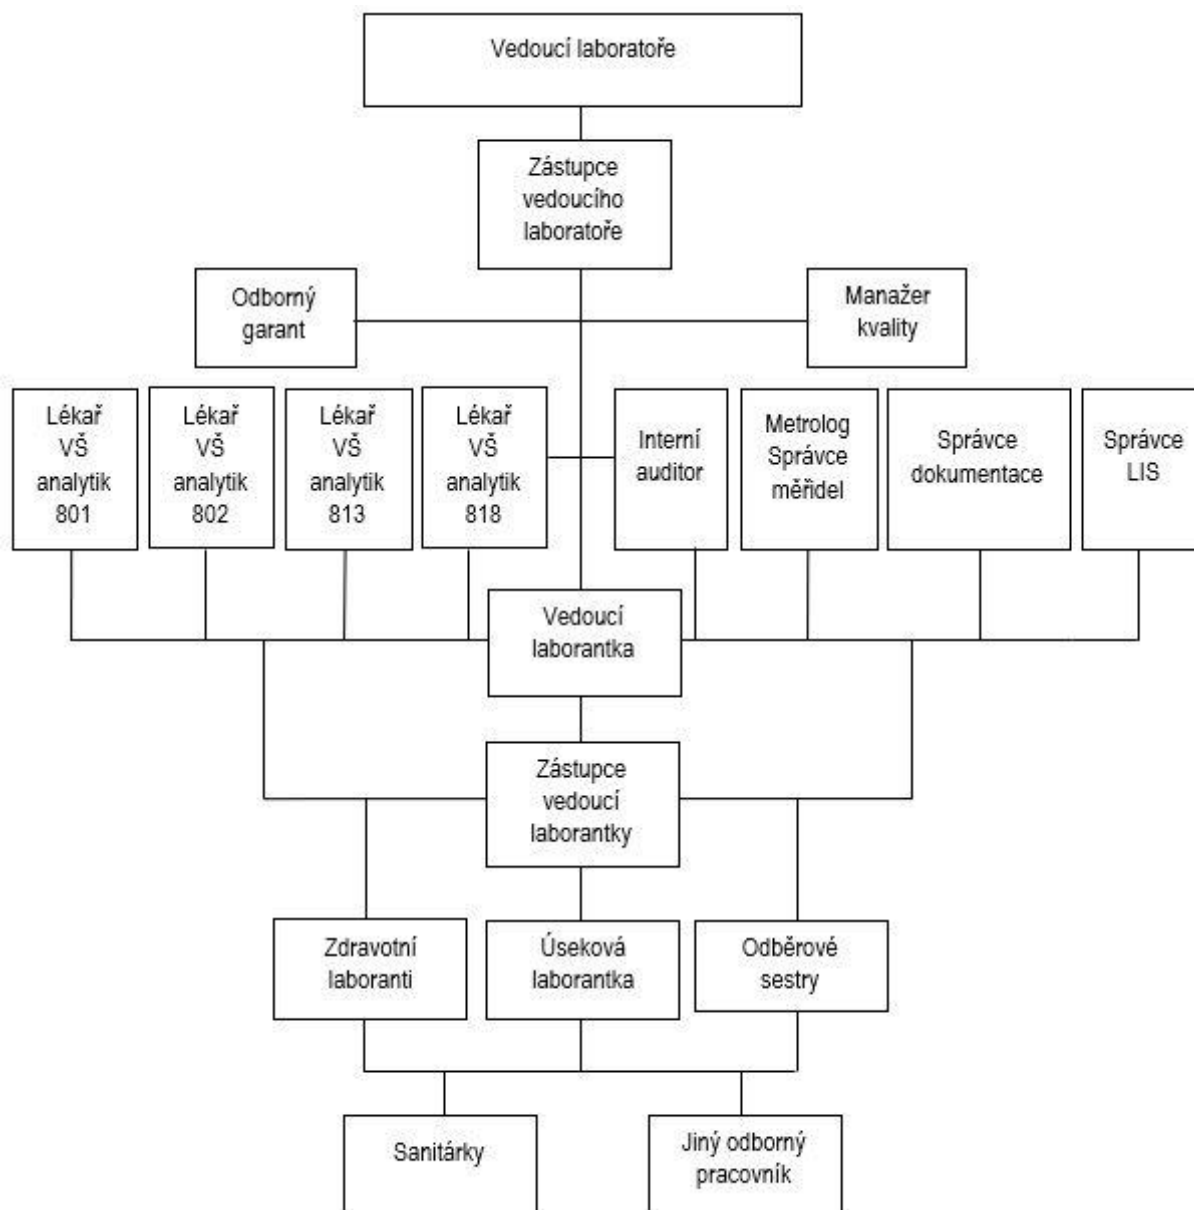 Vedoucí laboratoře
Zástupce
vedoucího
laboratoře
Odborný
garant
Manažer
kvality
Lékař
VŠ
analytik
801
Lékař
VŠ
analytik
802
Lékař
VŠ
analytik
813
Lékař
VŠ
analytik
818
Interní
auditor
Metrolog
Správce
měřidel
Správce
dokumentace
Správce
LIS
Vedoucí
laborantka
Zástupce
vedoucí
laborantky
Zdravotní
laboranti
Úseková
laborantka
Odběrové
sestry
Sanitárky
Jiný odborný
pracovník